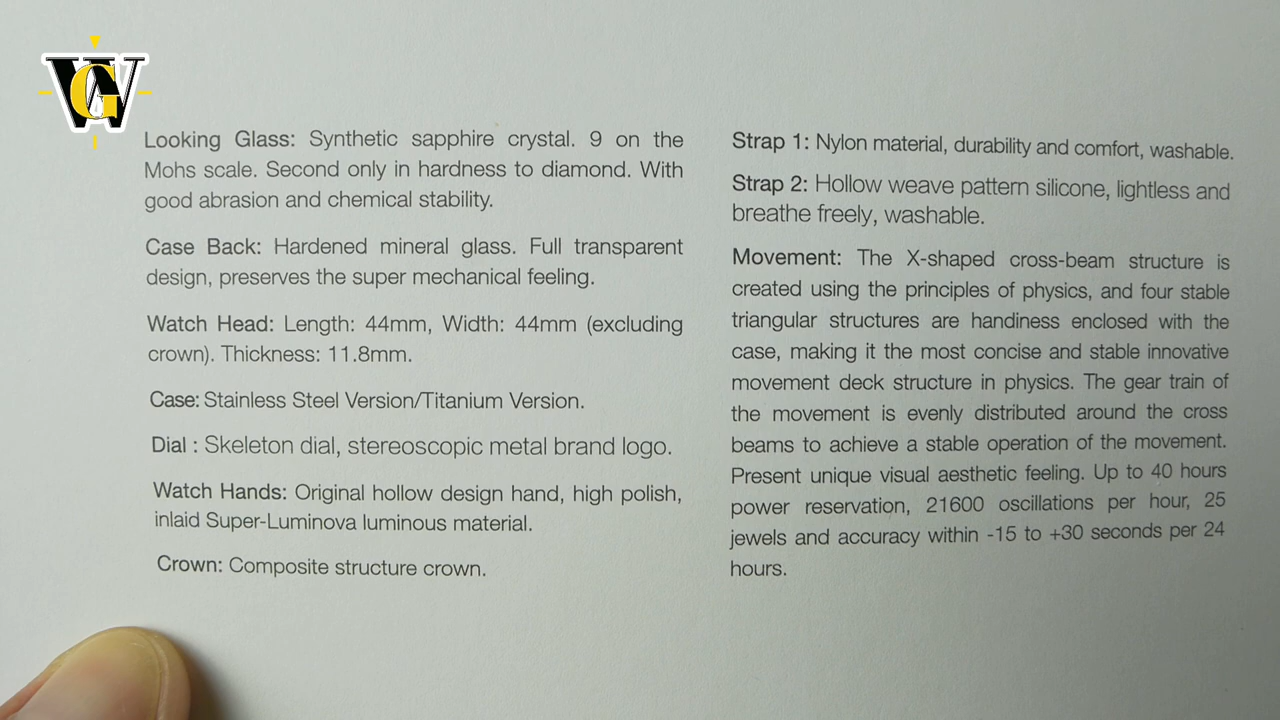 WG
Looking Glass: Synthetic sapphire crystal. 9 on the
Mohs scale. Second only in hardness to diamond. With
good abrasion and chemical stability.
Case Back: Hardened mineral glass. Full transparent
design, preserves the super mechanical feeling.
Watch Head: Length: 44mm, Width: 44mm (excluding
crown). Thickness: 11.8mm.
Case: Stainless Steel Version/Titanium Version.
Dial : Skeleton dial, stereoscopic metal brand logo.
Watch Hands: Original hollow design hand, high polish,
inlaid Super-Luminova luminous material.
Crown: Composite structure crown.
Strap 1: Nylon material, durability and comfort, washable.
Strap 2: Hollow weave pattern silicone, lightless and
breathe freely, washable.
Movement: The X-shaped cross-beam structure is
created using the principles of physics, and four stable
triangular structures are handiness enclosed with the
case, making it the most concise and stable innovative
movement deck structure in physics. The gear train of
the movement is evenly distributed around the cross
beams to achieve a stable operation of the movement.
Present unique visual aesthetic feeling. Up to 40 hours
power reservation, 21600 oscillations per hour, 25
jewels and accuracy within -15 to +30 seconds per 24
hours.